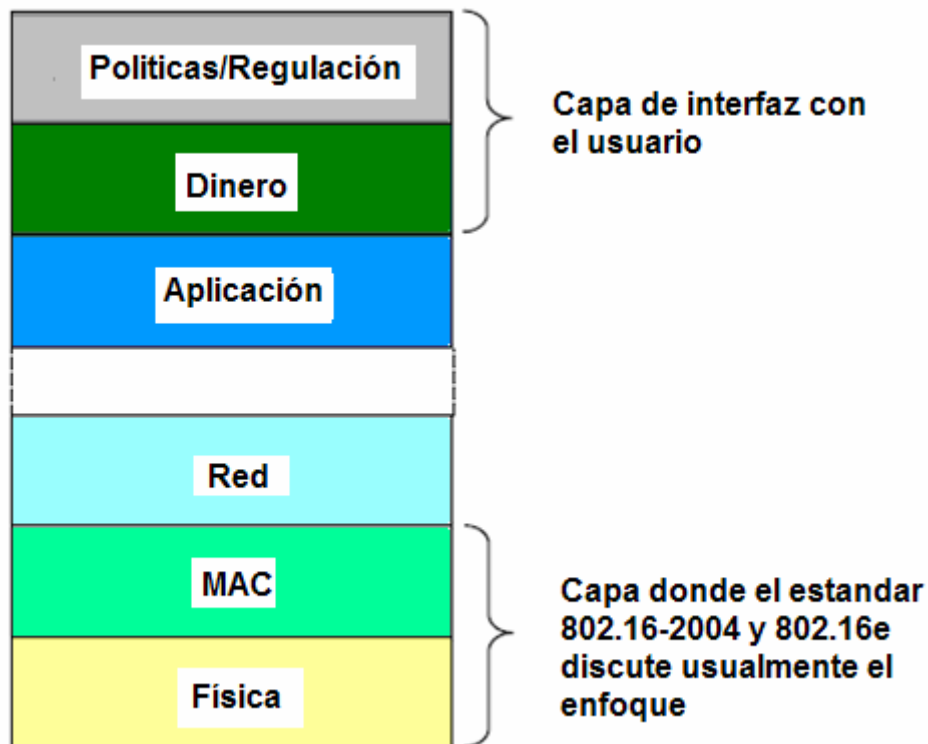 Politicas/Regulación
Dinero
Capa de interfaz con
el usuario
Aplicación
Red
MAC
Física
Capa donde el estandar
802.16-2004 y 802.16e
discute usualmente el
enfoque